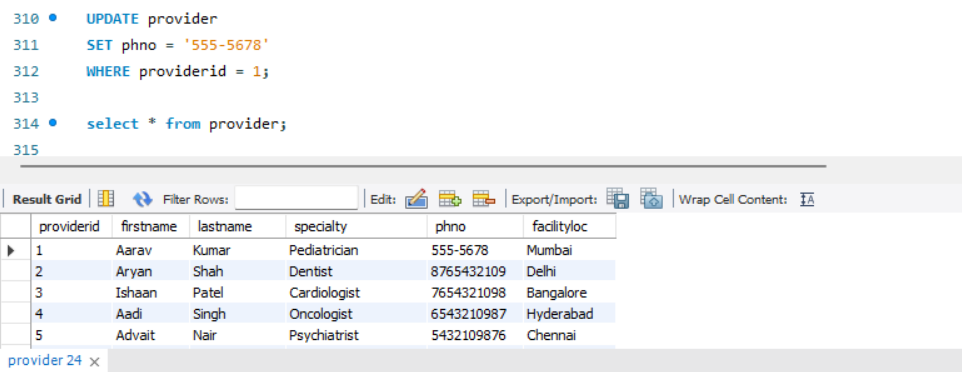 310 UPDATE provider
311 SET phno = '555-5678'
312 WHERE providerid = 1;
313
314 select * from provider;
315
Result Grid Filter Rows: Edit: Export/Import: Wrap Cell Content: IA
providerid firstname lastname specialty phno facilityloc
1 Aarav Kumar Pediatrician 555-5678 Mumbai
2 Aryan Shah Dentist 8765432109 Delhi
3 Ishaan Patel Cardiologist 7654321098 Bangalore
4 Aadi Singh Oncologist 6543210987 Hyderabad
5 Advait Nair Psychiatrist 5432109876 Chennai
provider 24